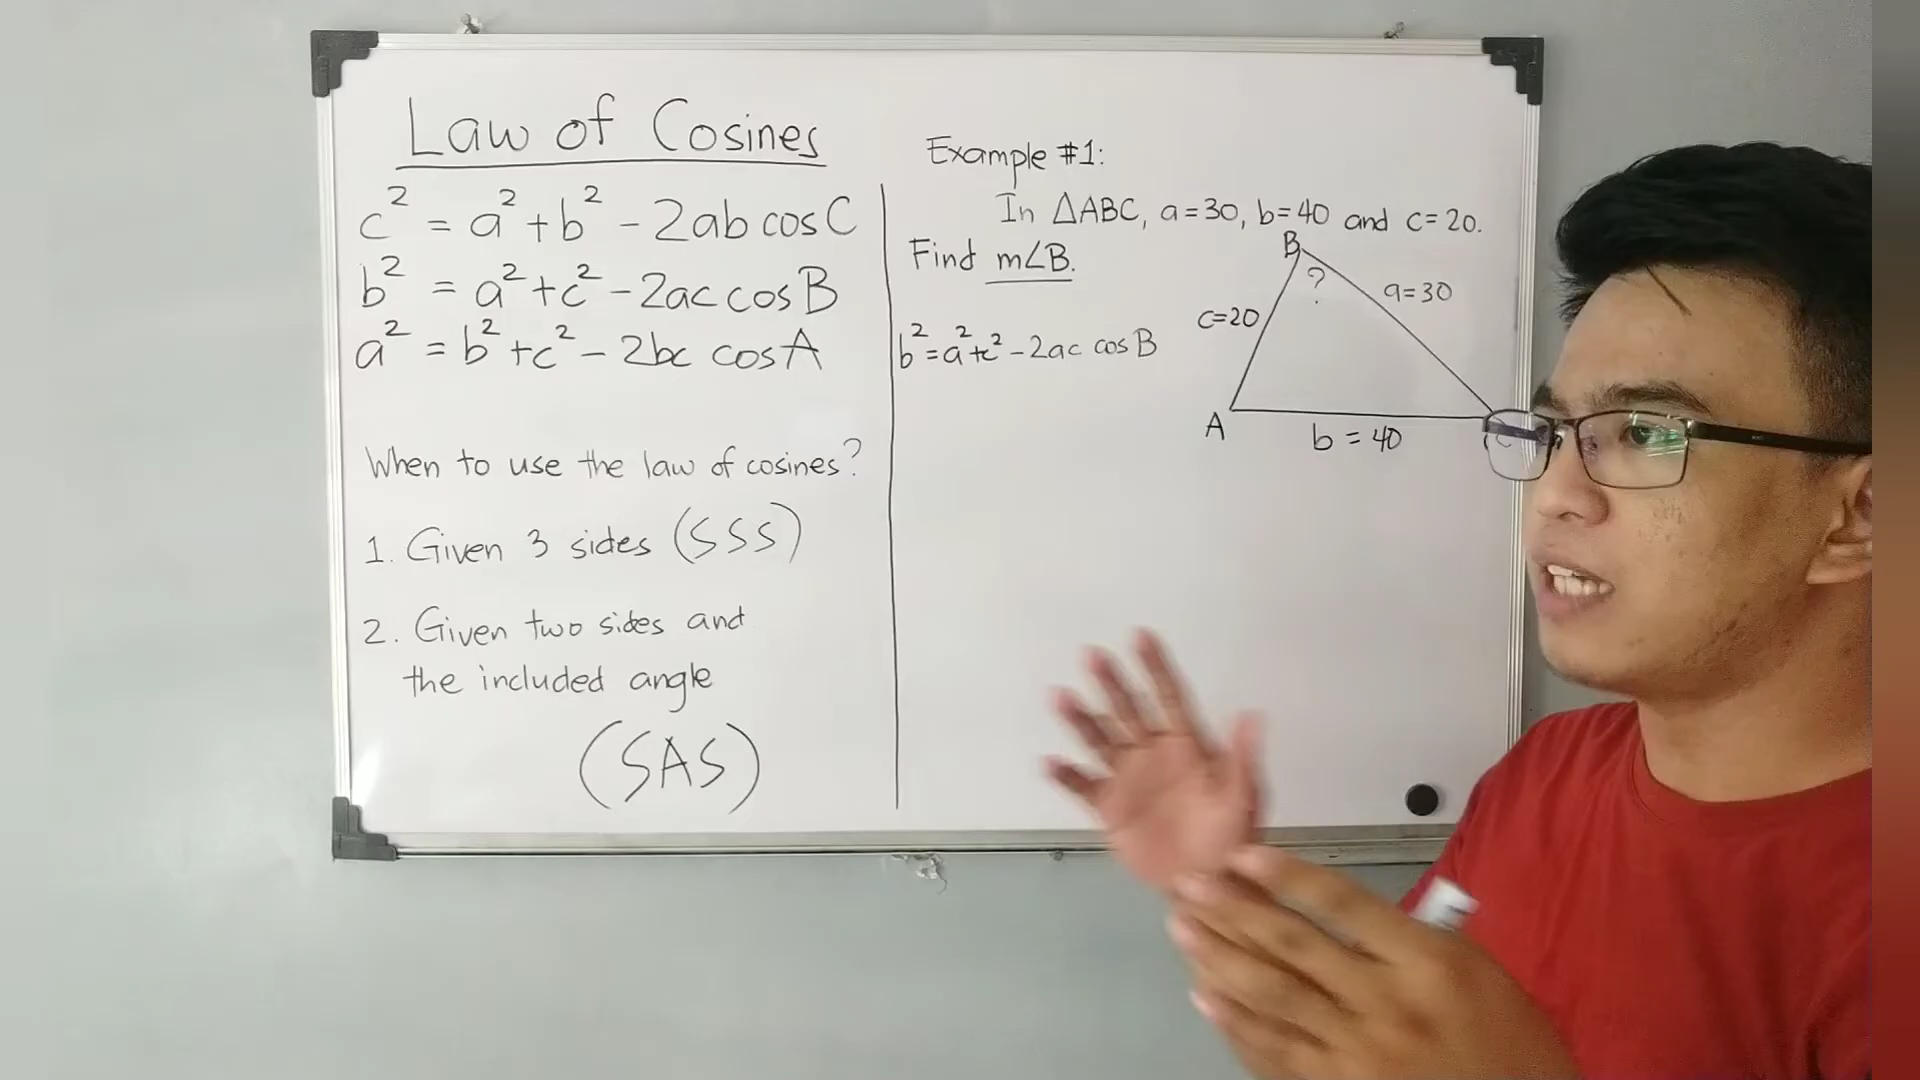 Law of Cosines
c² = a² + b² - 2ab cos C
b² = a² + c² - 2ac cos B
a² = b² + c² - 2bc cos A
When to use the law of cosines?
1. Given 3 sides (SSS)
2. Given two sides and
the included angle
(SAS)
Example #1:
In △ABC, a = 30, b = 40 and c = 20.
Find m∠B.
b² = a² + c² - 2ac cos B
B
?
a = 30
c = 20
A
b = 40
C